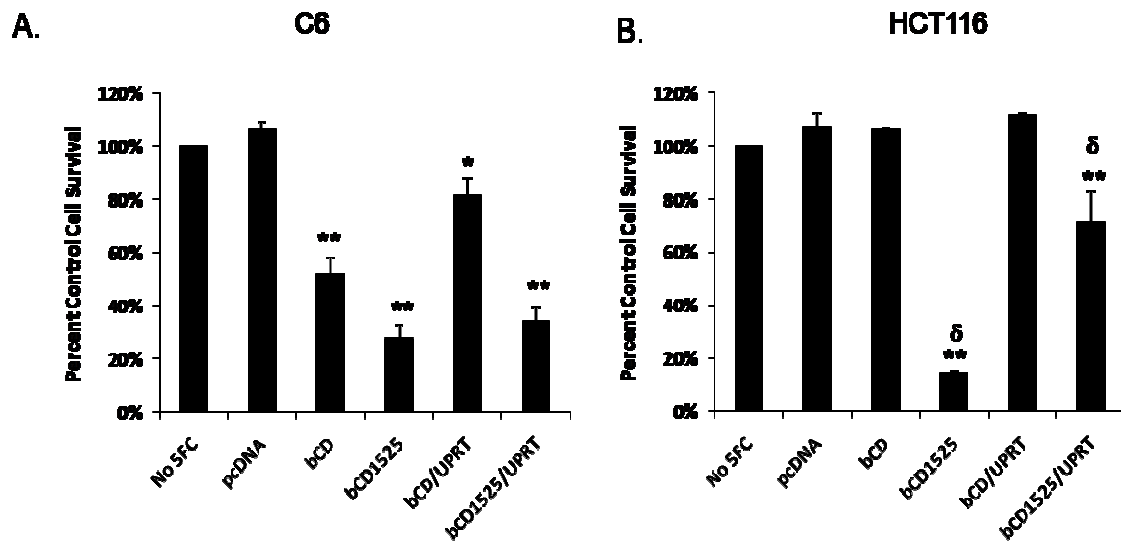 A.
C6
Percent Control Cell Survival
120%
100%
80%
60%
40%
20%
0%
*
**
**
**
No 5FC
pcDNA
bCD
bCD1525
bCD/UPRT
bCD1525/UPRT
B.
HCT116
Percent Control Cell Survival
120%
100%
80%
60%
40%
20%
0%
δ
**
δ
**
No 5FC
pcDNA
bCD
bCD1525
bCD/UPRT
bCD1525/UPRT